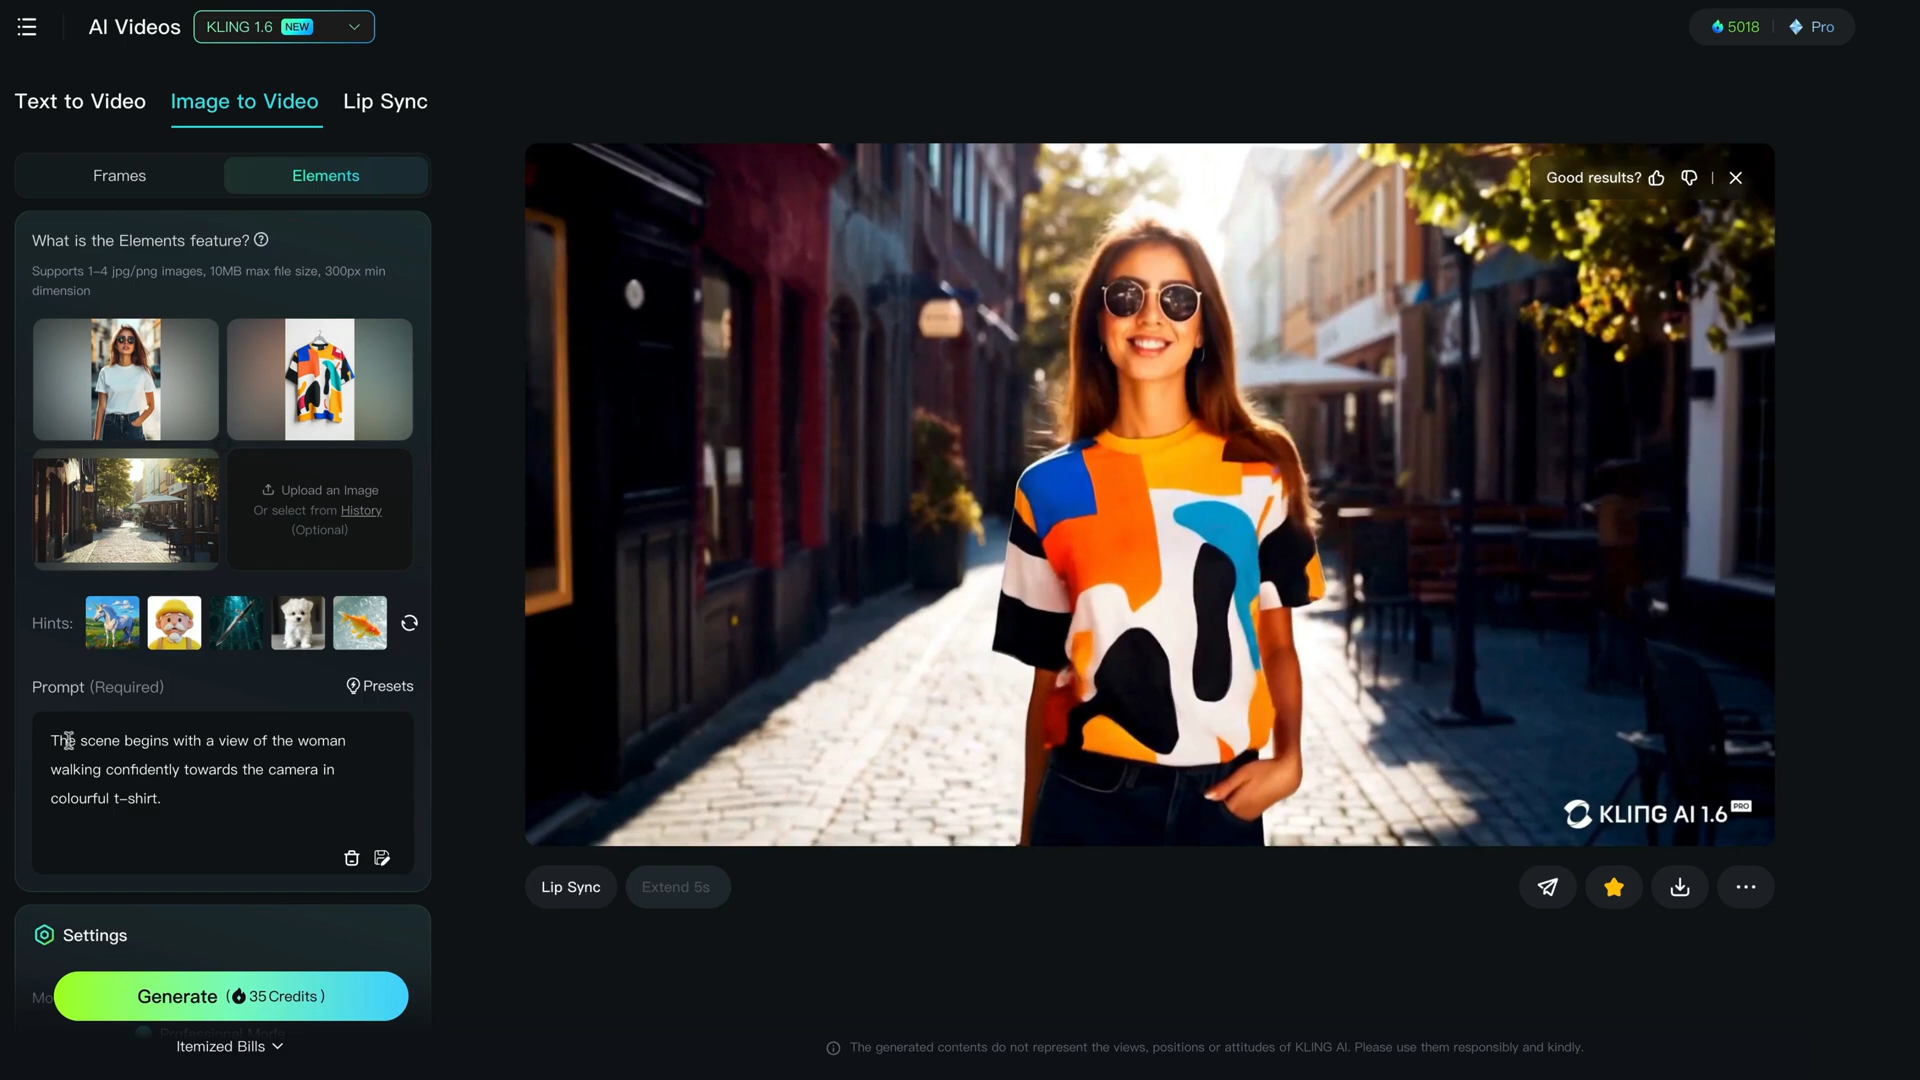 AI Videos
KLING 1.6 NEW
5018
Pro
Text to Video
Image to Video
Lip Sync
Frames
Elements
Good results?
What is the Elements feature?
Supports 1–4 jpg/png images, 10MB max file size, 300px min
dimension
Upload an Image
Or select from History
(Optional)
Hints:
Prompt (Required)
Presets
The scene begins with a view of the woman
walking confidently towards the camera in
colourful t–shirt.
KLING AI 1.6 PRO
Lip Sync
Extend 5s
Settings
Mo
Generate ( 35 Credits )
Professional Mode
Itemized Bills
The generated contents do not represent the views, positions or attitudes of KLING AI. Please use them responsibly and kindly.